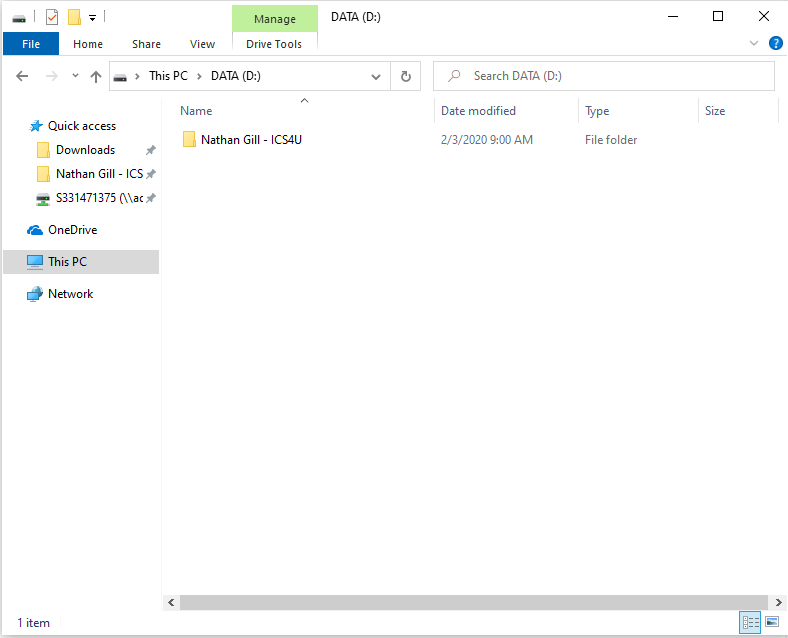 Manage DATA (D:)
File Home Share View Drive Tools
This PC DATA (D:) Search DATA (D:)
Name Date modified Type Size
Quick access
Nathan Gill - ICS4U 2/3/2020 9:00 AM File folder
Downloads
Nathan Gill - ICS
S331471375 (\\ac
OneDrive
This PC
Network
1 item